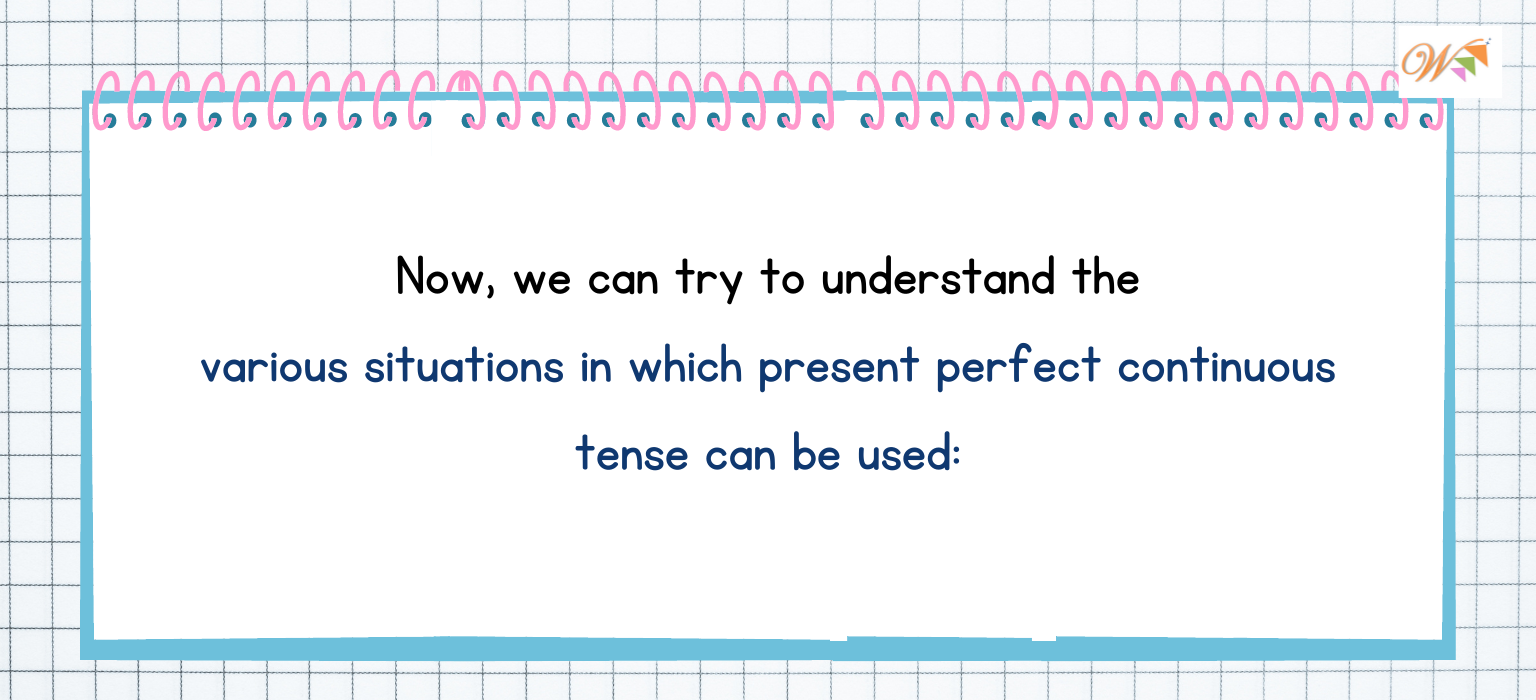 W
Now, we can try to understand the
various situations in which present perfect continuous
tense can be used: